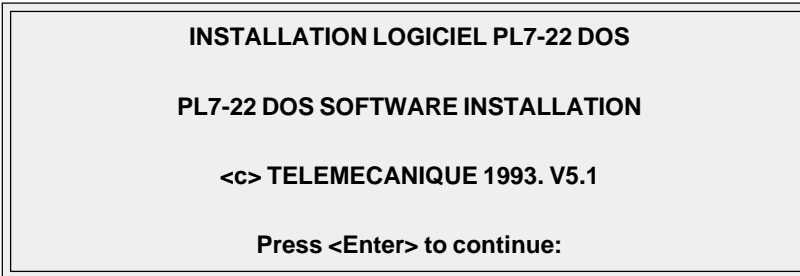 INSTALLATION LOGICIEL PL7-22 DOS
PL7-22 DOS SOFTWARE INSTALLATION
<c> TELEMECANIQUE 1993. V5.1
Press <Enter> to continue: